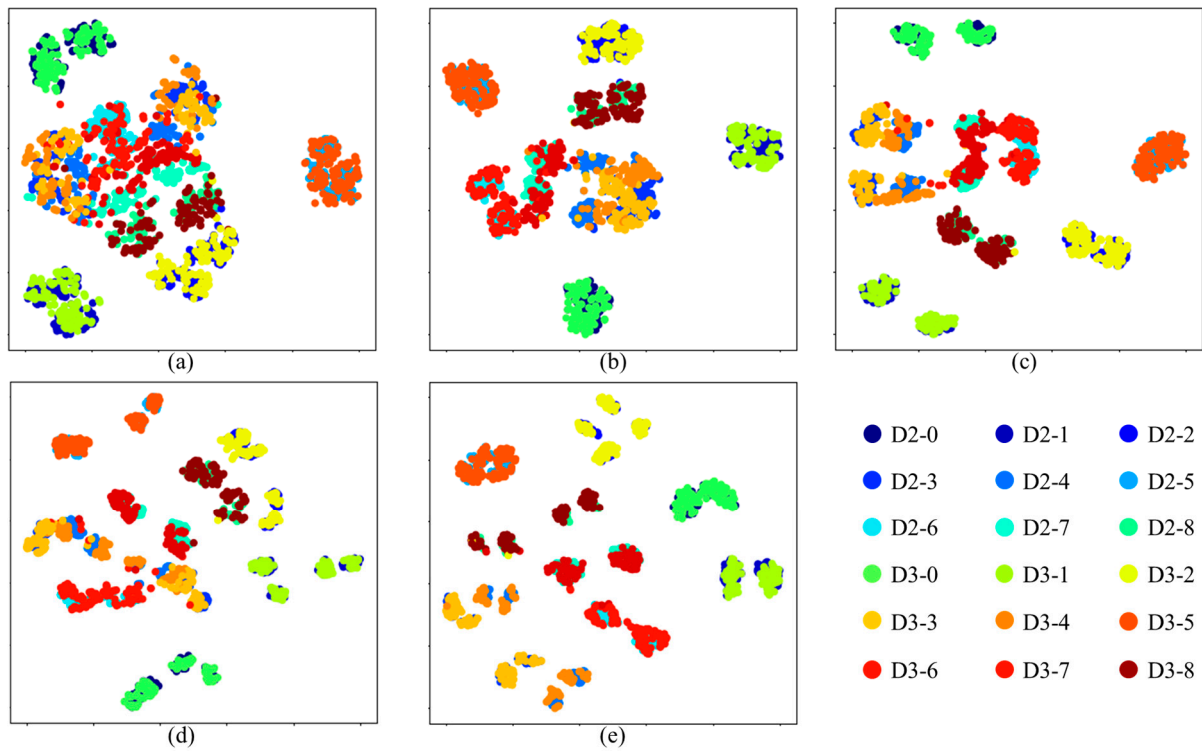 (a)
(b)
(c)
(d)
(e)
D2-0 D2-1 D2-2
D2-3 D2-4 D2-5
D2-6 D2-7 D2-8
D3-0 D3-1 D3-2
D3-3 D3-4 D3-5
D3-6 D3-7 D3-8